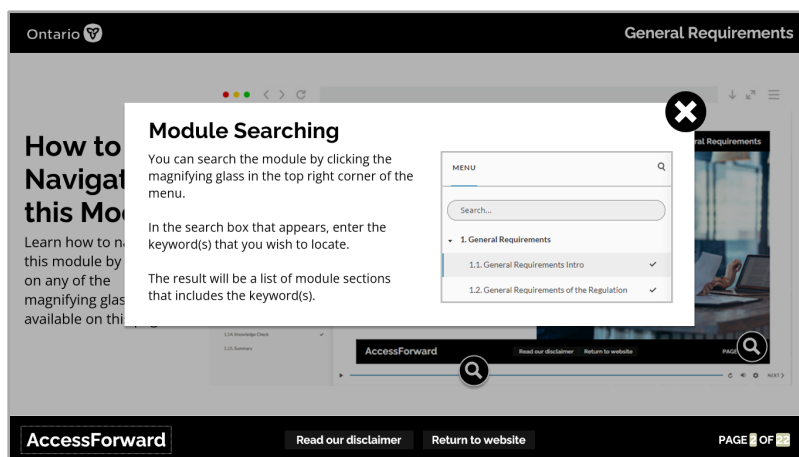 Ontario
General Requirements
How to
Navigat
this Mo
Learn how to na
this module by
on any of the
magnifying glas
available on thi
Module Searching
You can search the module by clicking the
magnifying glass in the top right corner of the
menu.
In the search box that appears, enter the
keyword(s) that you wish to locate.
The result will be a list of module sections
that includes the keyword(s).
MENU
Search...
1. General Requirements
1.1. General Requirements Intro
1.2. General Requirements of the Regulation
ral Requirements
1.14. Knowledge Check
1.15. Summary
AccessForward
Read our disclaimer
Return to website
PAGE
NEXT >
AccessForward
Read our disclaimer
Return to website
PAGE 2 OF 22